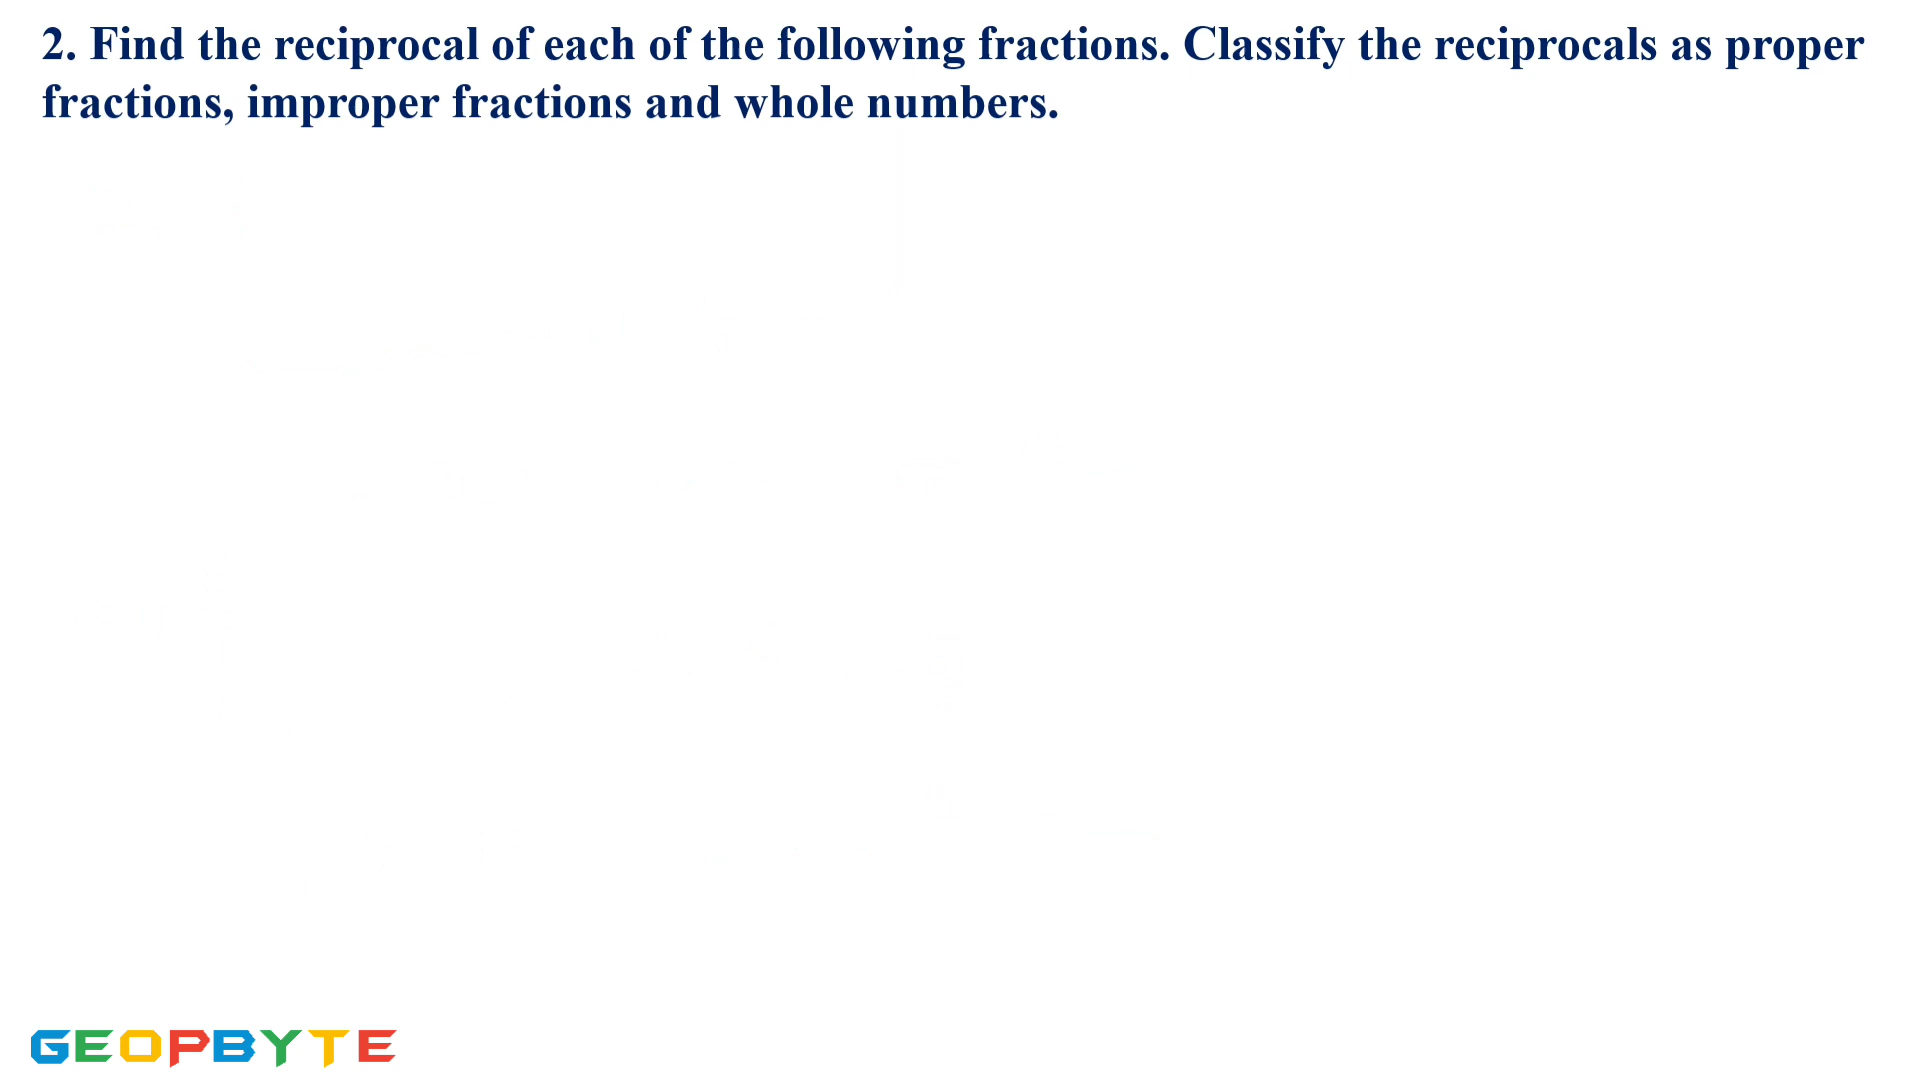 2. Find the reciprocal of each of the following fractions. Classify the reciprocals as proper
fractions, improper fractions and whole numbers.
GEOPBYTE